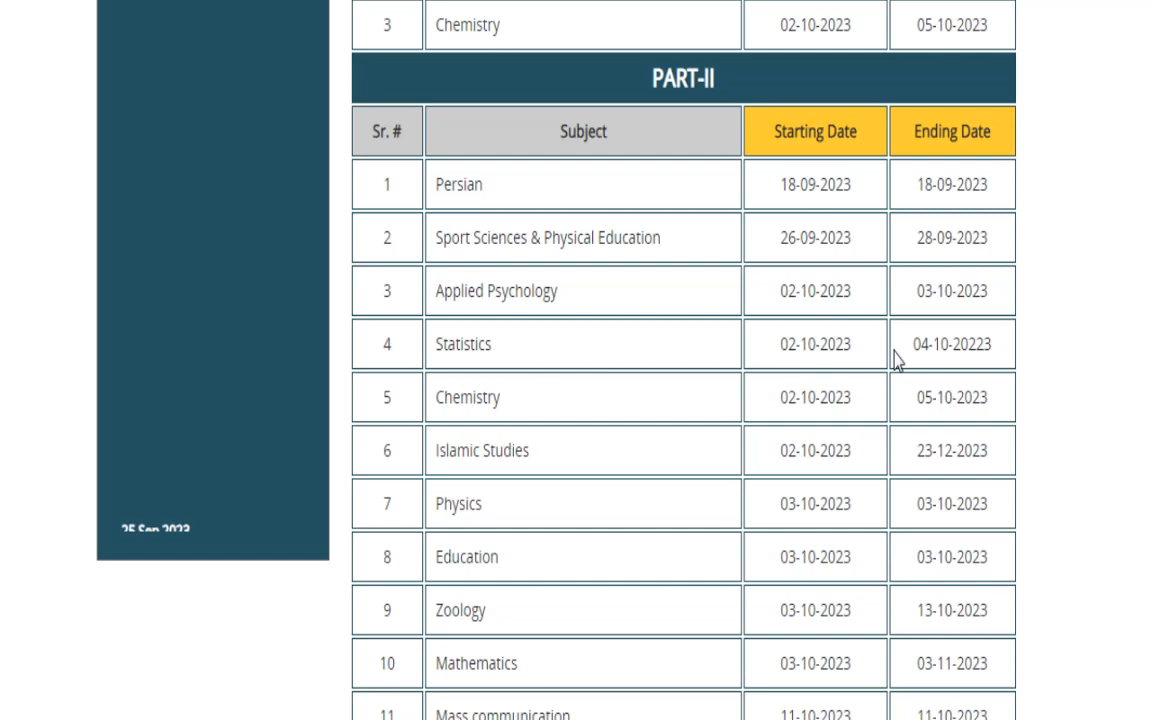 3 Chemistry 02-10-2023 05-10-2023
PART-II
Sr. # Subject Starting Date Ending Date
1 Persian 18-09-2023 18-09-2023
2 Sport Sciences & Physical Education 26-09-2023 28-09-2023
3 Applied Psychology 02-10-2023 03-10-2023
4 Statistics 02-10-2023 04-10-20223
5 Chemistry 02-10-2023 05-10-2023
6 Islamic Studies 02-10-2023 23-12-2023
7 Physics 03-10-2023 03-10-2023
25 Sep 2023
8 Education 03-10-2023 03-10-2023
9 Zoology 03-10-2023 13-10-2023
10 Mathematics 03-10-2023 03-11-2023
11 Mass communication 11-10-2023 11-10-2023